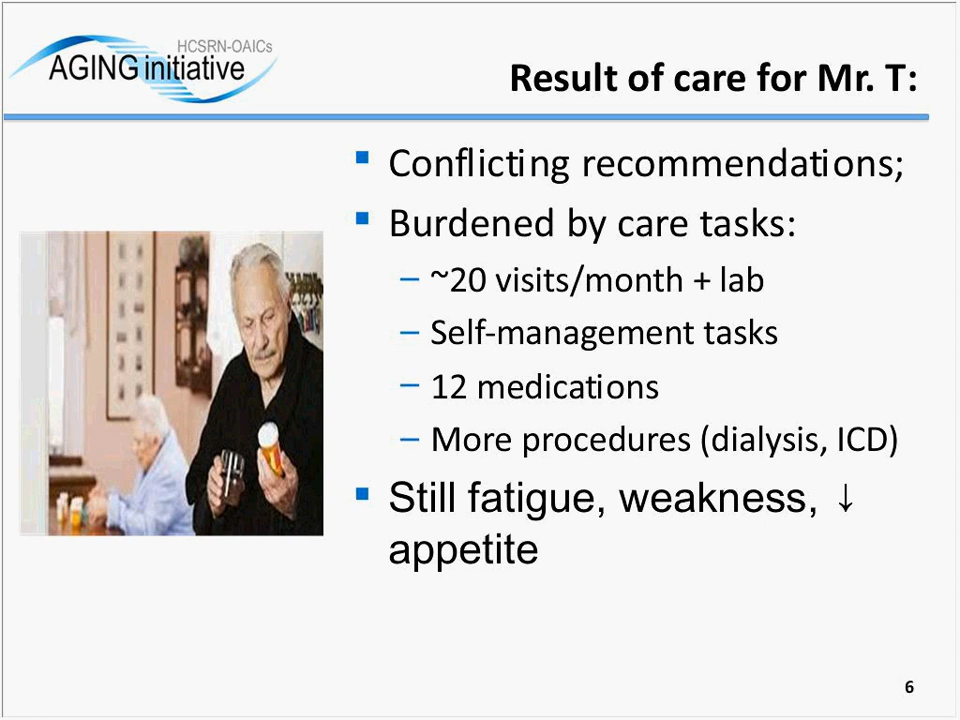 HCSRN-OAICs
AGING initiative
Result of care for Mr. T:
▪ Conflicting recommendations;
▪ Burdened by care tasks:
– ~20 visits/month + lab
– Self-management tasks
– 12 medications
– More procedures (dialysis, ICD)
▪ Still fatigue, weakness, ↓
appetite
6